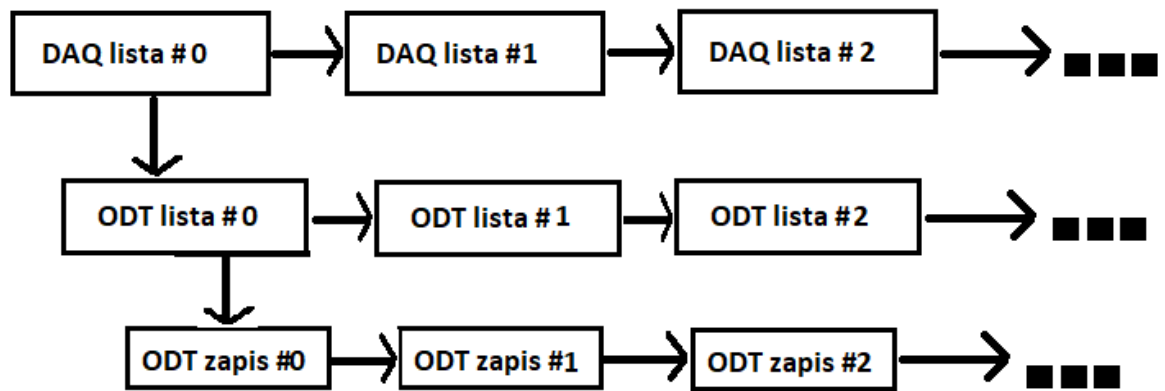 DAQ lista # 0
DAQ lista #1
DAQ lista # 2
ODT lista # 0
ODT lista # 1
ODT lista #2
ODT zapis #0
ODT zapis #1
ODT zapis #2